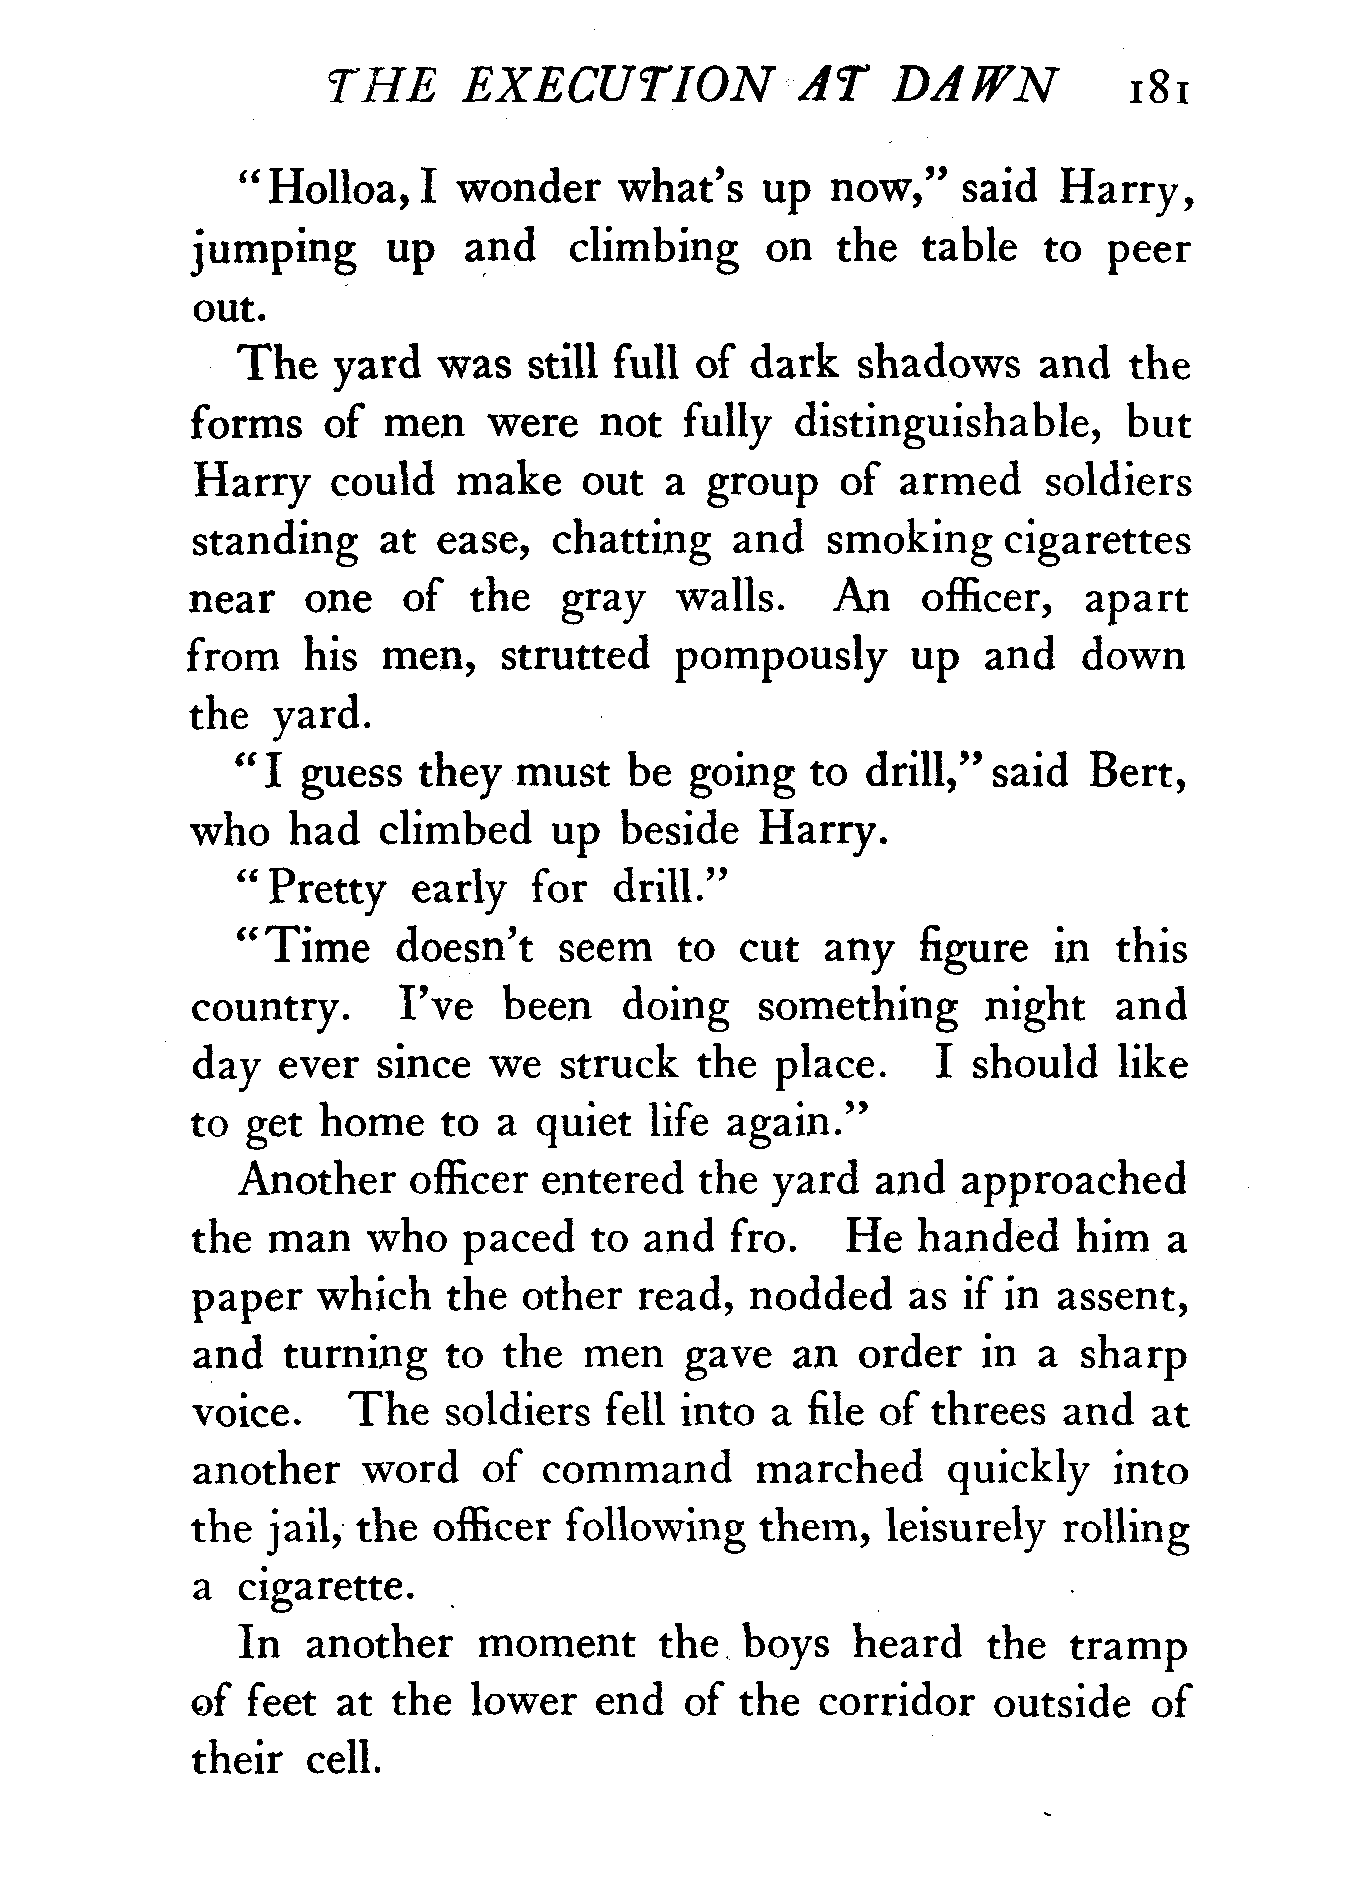 THE EXECUTION AT DAWN 181
"Holloa, I wonder what's up now," said Harry,
jumping up and climbing on the table to peer
out.
The yard was still full of dark shadows and the
forms of men were not fully distinguishable, but
Harry could make out a group of armed soldiers
standing at ease, chatting and smoking cigarettes
near one of the gray walls. An officer, apart
from his men, strutted pompously up and down
the yard.
"I guess they must be going to drill," said Bert,
who had climbed up beside Harry.
"Pretty early for drill."
"Time doesn't seem to cut any figure in this
country. I've been doing something night and
day ever since we struck the place. I should like
to get home to a quiet life again."
Another officer entered the yard and approached
the man who paced to and fro. He handed him a
paper which the other read, nodded as if in assent,
and turning to the men gave an order in a sharp
voice. The soldiers fell into a file of threes and at
another word of command marched quickly into
the jail, the officer following them, leisurely rolling
a cigarette.
In another moment the boys heard the tramp
of feet at the lower end of the corridor outside of
their cell.